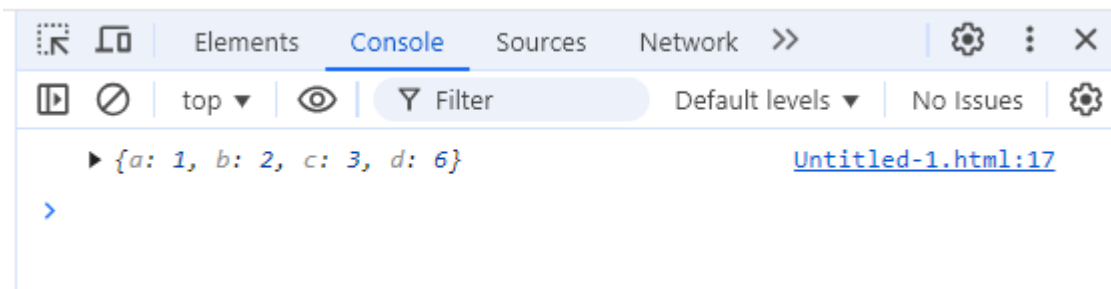 Elements Console Sources Network
top Filter Default levels No Issues
{a: 1, b: 2, c: 3, d: 6} Untitled-1.html:17